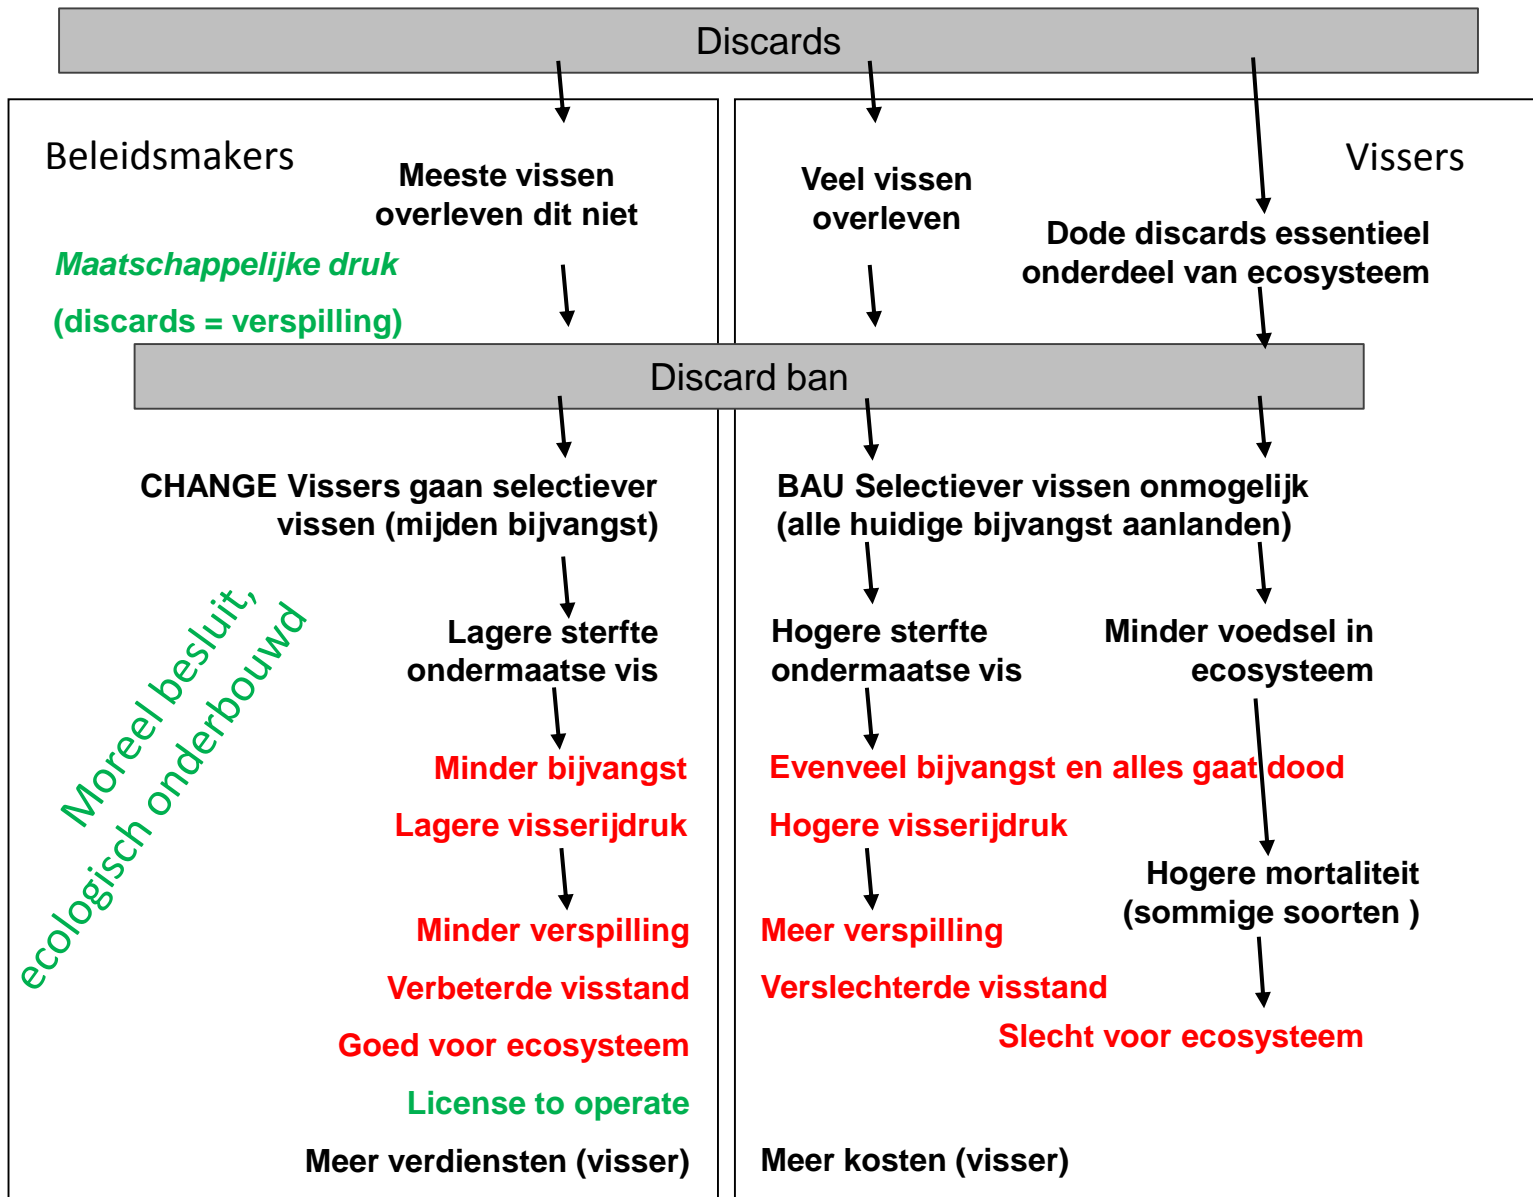 Discards
Beleidsmakers
Meeste vissen
overleven dit niet
Maatschappelijke druk
(discards = verspilling)
Veel vissen
overleven
Vissers
Dode discards essentieel
onderdeel van ecosysteem
Discard ban
CHANGE Vissers gaan selectiever
vissen (mijden bijvangst)
BAU Selectiever vissen onmogelijk
(alle huidige bijvangst aanlanden)
Moreel besluit,
ecologisch onderbouwd
Lagere sterfte
ondermaatse vis
Hogere sterfte
ondermaatse vis
Minder voedsel in
ecosysteem
Minder bijvangst
Lagere visserijdruk
Evenveel bijvangst en alles gaat dood
Hogere visserijdruk
Hogere mortaliteit
(sommige soorten )
Minder verspilling
Verbeterde visstand
Goed voor ecosysteem
License to operate
Meer verdiensten (visser)
Meer verspilling
Verslechterde visstand
Slecht voor ecosysteem
Meer kosten (visser)